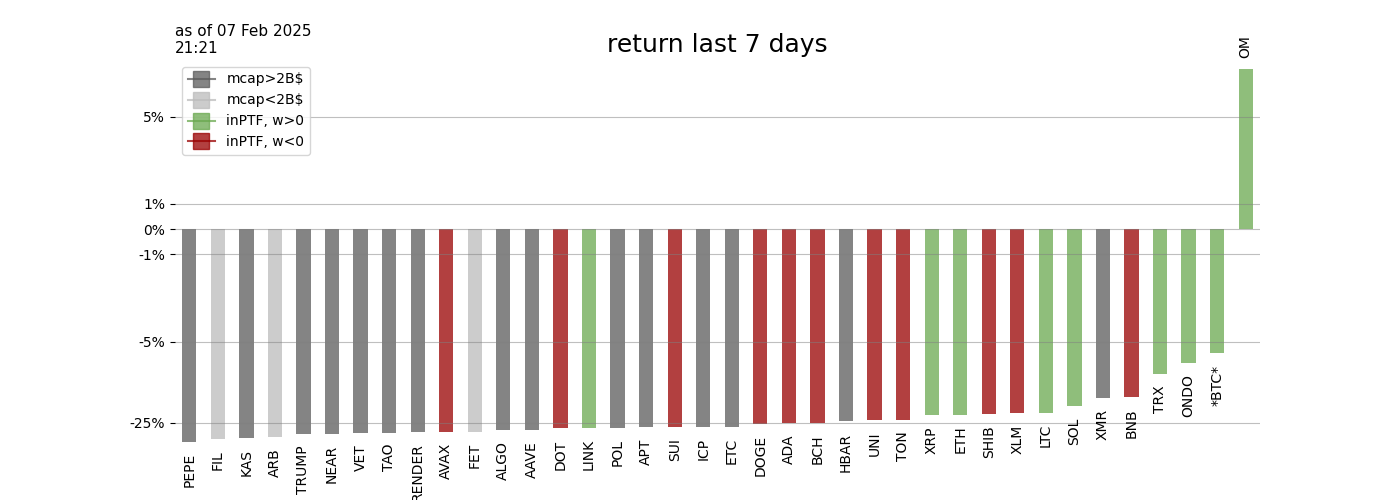 as of 07 Feb 2025
21:21
return last 7 days
mcap>2B$
mcap<2B$
inPTF, w>0
inPTF, w<0
5%
1%
0%
-1%
-5%
-25%
PEPE
FIL
KAS
ARB
TRUMP
NEAR
VET
TAO
RENDER
AVAX
FET
ALGO
AAVE
DOT
LINK
POL
APT
SUI
ICP
ETC
DOGE
ADA
BCH
HBAR
UNI
TON
XRP
ETH
SHIB
XLM
LTC
SOL
XMR
BNB
TRX
ONDO
*BTC*
OM